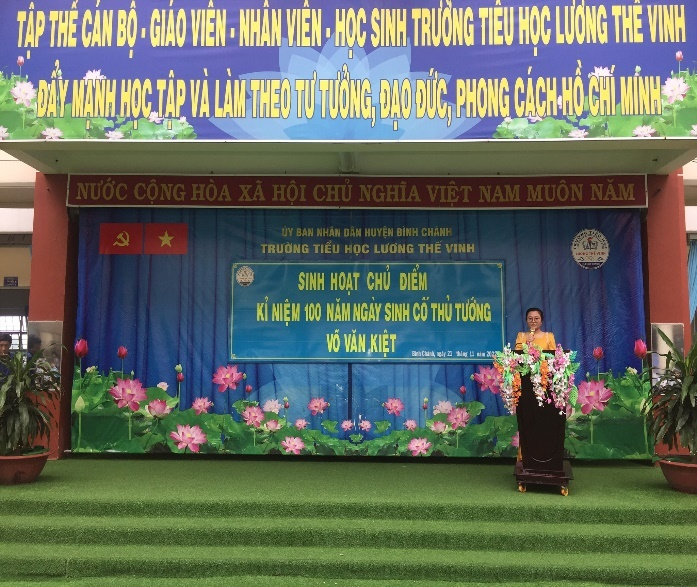 TẬP THỂ CÁN BỘ - GIÁO VIÊN - NHÂN VIÊN - HỌC SINH TRƯỜNG TIỂU HỌC LƯƠNG THẾ VINH
ĐẨY MẠNH HỌC TẬP VÀ LÀM THEO TƯ TƯỞNG, ĐẠO ĐỨC, PHONG CÁCH HỒ CHÍ MINH
NƯỚC CỘNG HÒA XÃ HỘI CHỦ NGHĨA VIỆT NAM MUÔN NĂM
ỦY BAN NHÂN DÂN HUYỆN BÌNH CHÁNH
TRƯỜNG TIỂU HỌC LƯƠNG THẾ VINH
SINH HOẠT CHỦ ĐIỂM
KỈ NIỆM 100 NĂM NGÀY SINH CỐ THỦ TƯỚNG
VÕ VĂN KIỆT
Bình Chánh, ngày 21 tháng 11 năm